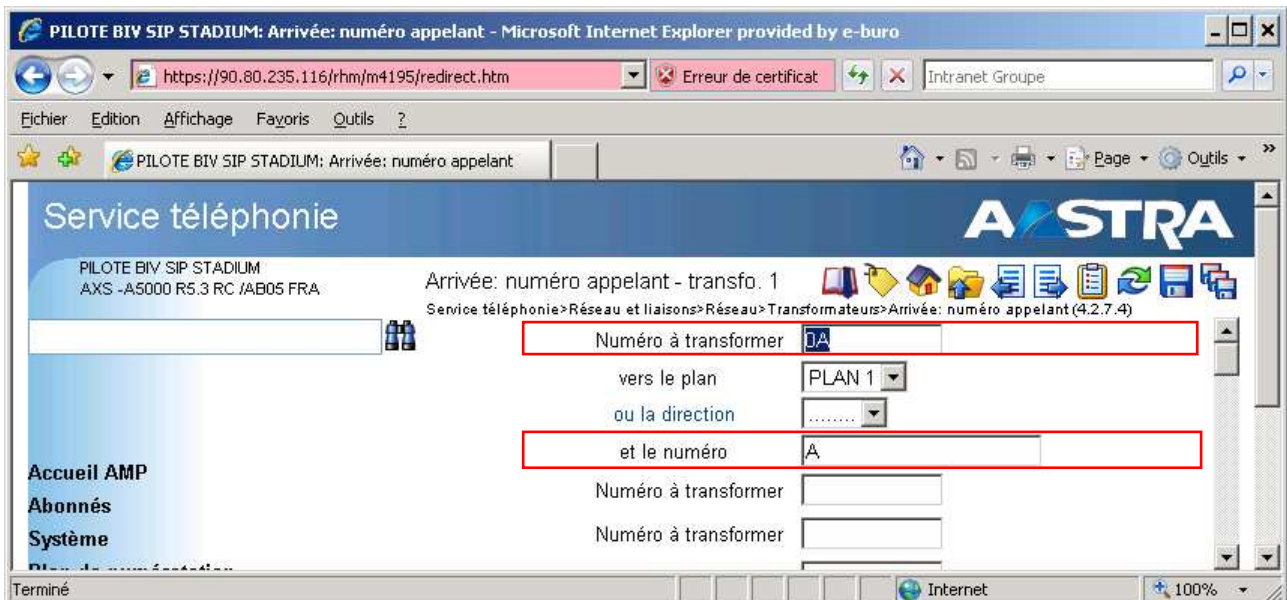 PILOTE BIV SIP STADIUM: Arrivée: numéro appelant - Microsoft Internet Explorer provided by e-buro
https://90.80.235.116/rhm/m4195/redirect.htm
Erreur de certificat
Intranet Groupe
Fichier Edition Affichage Favoris Outils ?
PILOTE BIV SIP STADIUM: Arrivée: numéro appelant
Page
Outils
Service téléphonie
AASTRA
PILOTE BIV SIP STADIUM
AXS -A5000 R5.3 RC /AB05 FRA
Arrivée: numéro appelant - transfo. 1
Service téléphonie>Réseau et liaisons>Réseau>Transformateurs>Arrivée: numéro appelant (4.2.7.4)
Numéro à transformer 0A
vers le plan PLAN 1
ou la direction ........
et le numéro A
Accueil AMP
Numéro à transformer
Abonnés
Numéro à transformer
Système
Terminé
Internet
100%